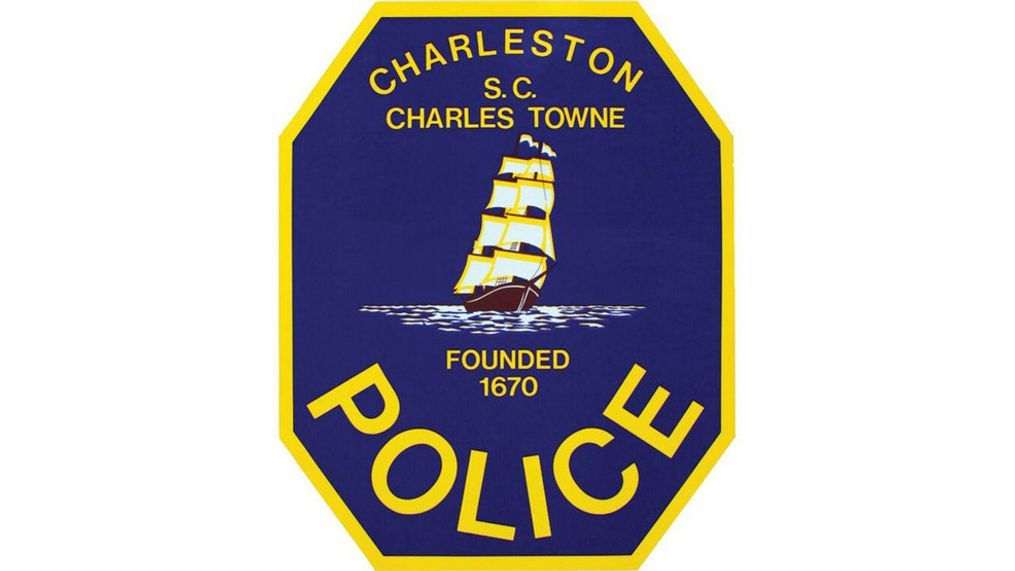 CHARLESTON
S.C.
CHARLES TOWNE
FOUNDED
1670
POLICE